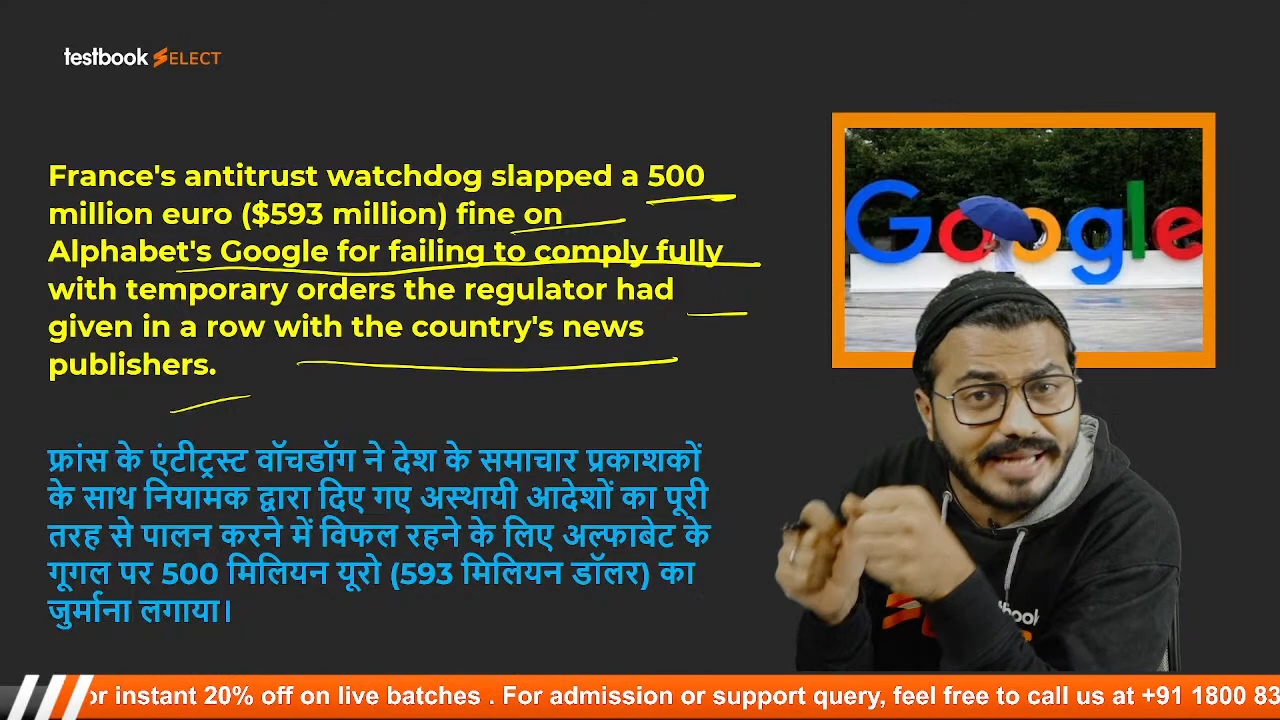 testbook SELECT
France's antitrust watchdog slapped a 500
million euro ($593 million) fine on
Alphabet's Google for failing to comply fully
with temporary orders the regulator had
given in a row with the country's news
publishers.
Google
फ्रांस के एंटीट्रस्ट वॉचडॉग ने देश के समाचार प्रकाशकों
के साथ नियामक द्वारा दिए गए अस्थायी आदेशों का पूरी
तरह से पालन करने में विफल रहने के लिए अल्फाबेट के
गूगल पर 500 मिलियन यूरो (593 मिलियन डॉलर) का
जुर्माना लगाया।
or instant 20% off on live batches . For admission or support query, feel free to call us at +91 1800 83